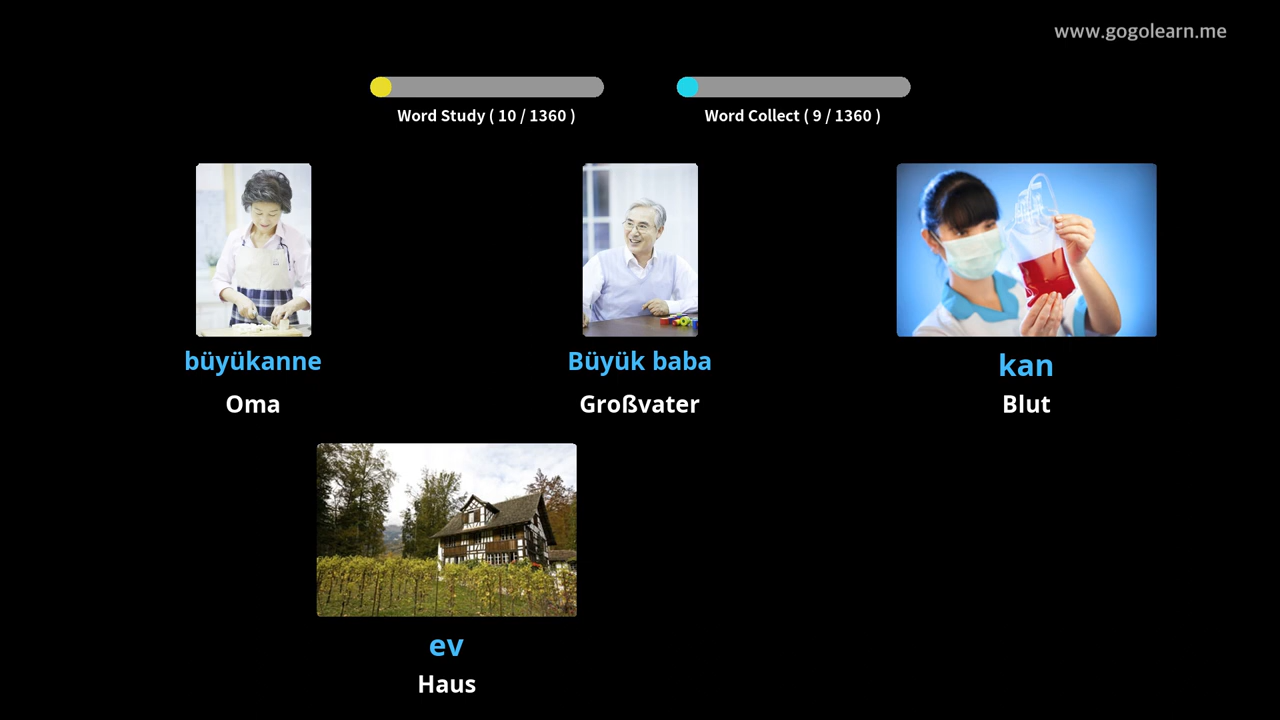 www.gogolearn.me
Word Study ( 10 / 1360 )
Word Collect ( 9 / 1360 )
büyükanne
Oma
Büyük baba
Großvater
kan
Blut
ev
Haus